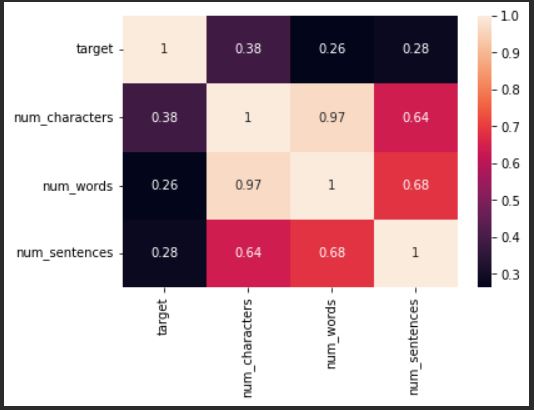 target 1 0.38 0.26 0.28
num_characters 0.38 1 0.97 0.64
num_words 0.26 0.97 1 0.68
num_sentences 0.28 0.64 0.68 1
target num_characters num_words num_sentences
1.0
0.9
0.8
0.7
0.6
0.5
0.4
0.3